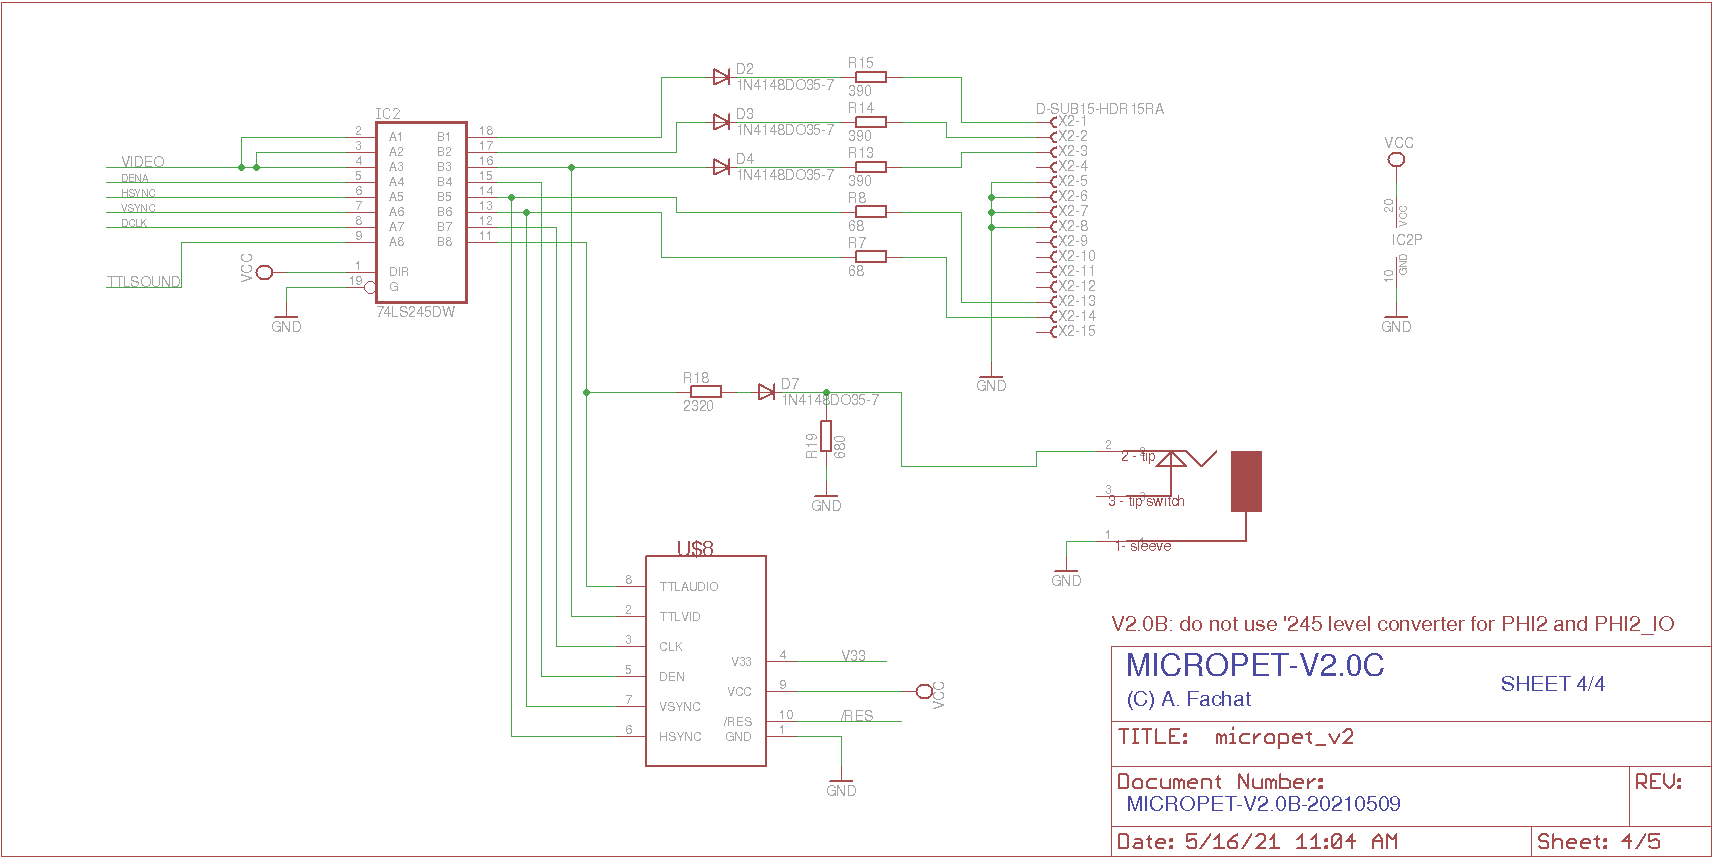 D2
1N4148DO35-7
R15
390
D3
1N4148DO35-7
R14
390
D4
1N4148DO35-7
R13
390
R8
68
R7
68
IC2
2 A1 B1 18
3 A2 B2 17
4 A3 B3 16
5 A4 B4 15
6 A5 B5 14
7 A6 B6 13
8 A7 B7 12
9 A8 B8 11
1 DIR
19 G
74LS245DW
VIDEO
DENA
HSYNC
VSYNC
DCLK
TTLSOUND
VCC
GND
D-SUB15-HDR15RA
X2-1
X2-2
X2-3
X2-4
X2-5
X2-6
X2-7
X2-8
X2-9
X2-10
X2-11
X2-12
X2-13
X2-14
X2-15
GND
VCC
20 VCC
IC2P
10 GND
GND
R18
2320
D7
1N4148DO35-7
R19
680
GND
2
2 - tip
3
3 - tip switch
1
1- sleeve
GND
U$8
8 TTLAUDIO
2 TTLVID
3 CLK
5 DEN
7 VSYNC
6 HSYNC
V33 4 V33
VCC 9 VCC
/RES 10 /RES
GND 1
GND
V2.0B: do not use '245 level converter for PHI2 and PHI2_IO
MICROPET-V2.0C
SHEET 4/4
(C) A. Fachat
TITLE: micropet_v2
Document Number:
REV:
MICROPET-V2.0B-20210509
Date: 5/16/21 11:04 AM
Sheet: 4/5